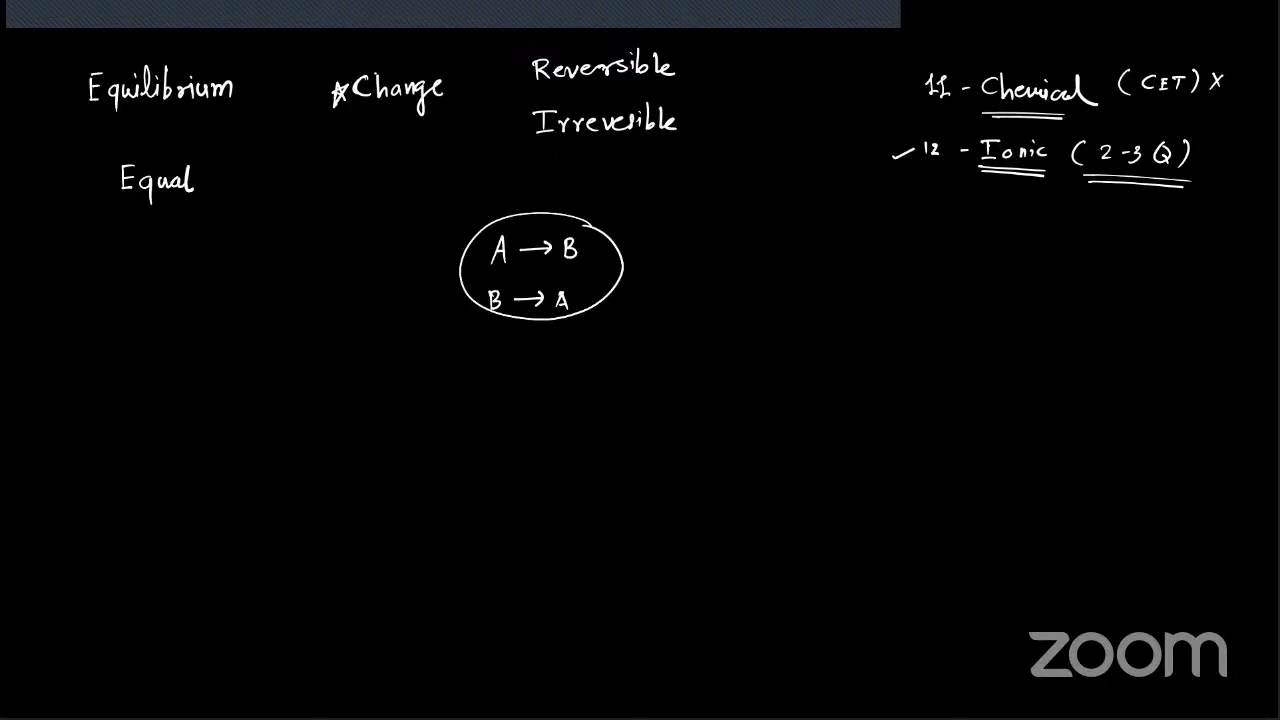 Equilibrium
Equal
*Change
Reversible
Irreversible
A → B
B → A
11 - Chemical (CET) X
✓ 12 - Ionic (2-3 Q)
zoom